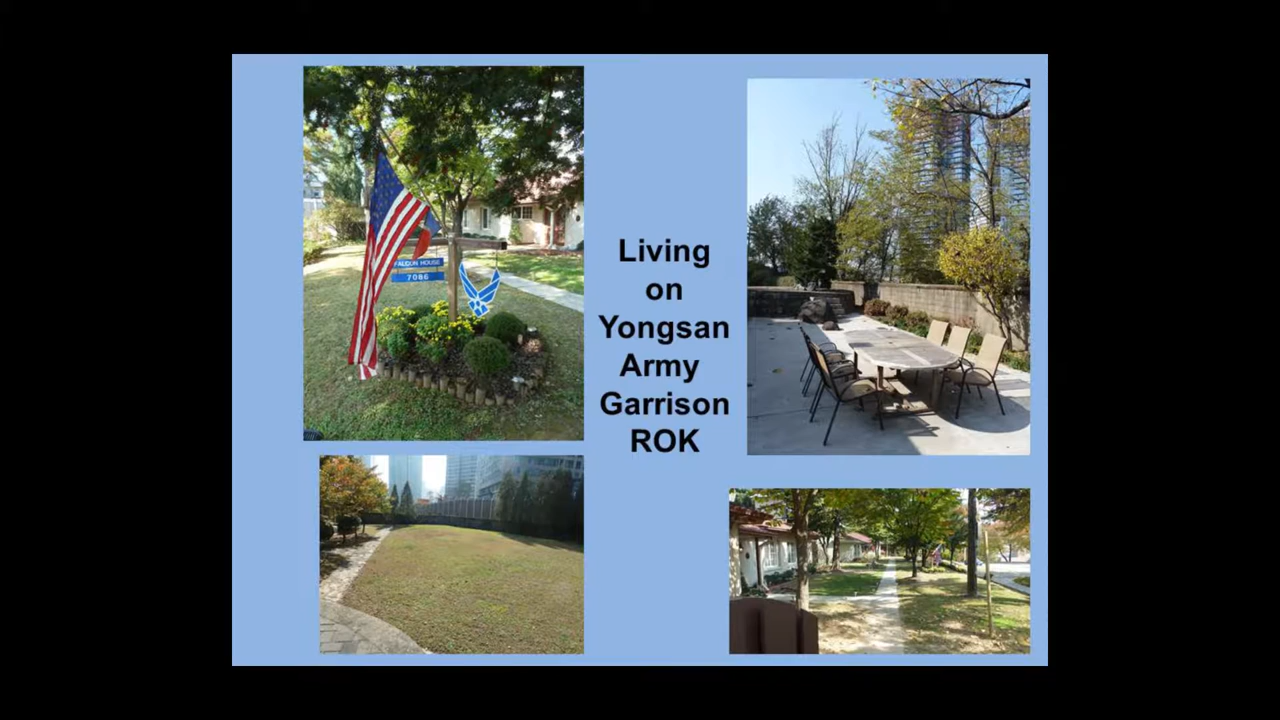 FALCON HOUSE
7086
Living
on
Yongsan
Army
Garrison
ROK